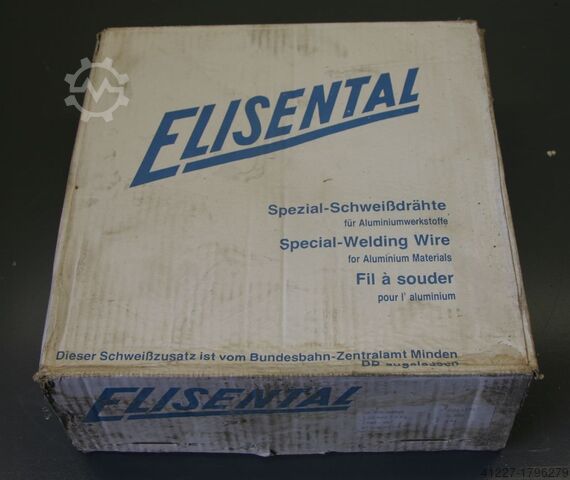 ELISENTAL
Spezial-Schweißdrähte
für Aluminiumwerkstoffe
Special-Welding Wire
for Aluminium Materials
Fil à souder
pour l' aluminium
Dieser Schweißzusatz ist vom Bundesbahn-Zentralamt Minden
ELISENTAL
41227-1796279